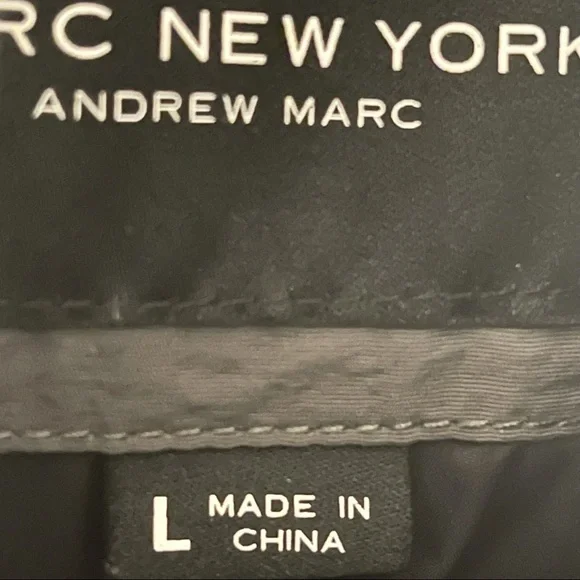 RC NEW YORK
ANDREW MARC
L MADE IN
CHINA